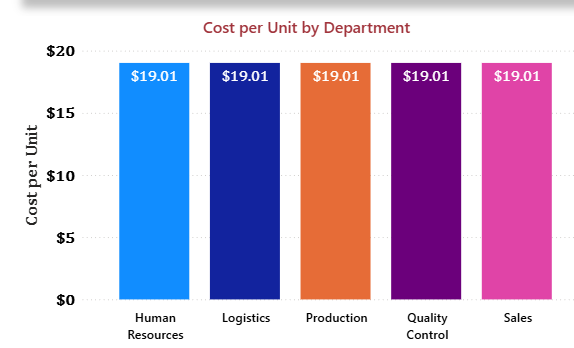 Cost per Unit by Department
Cost per Unit
$20
$15
$10
$5
$0
$19.01 $19.01 $19.01 $19.01 $19.01
Human Resources
Logistics
Production
Quality Control
Sales